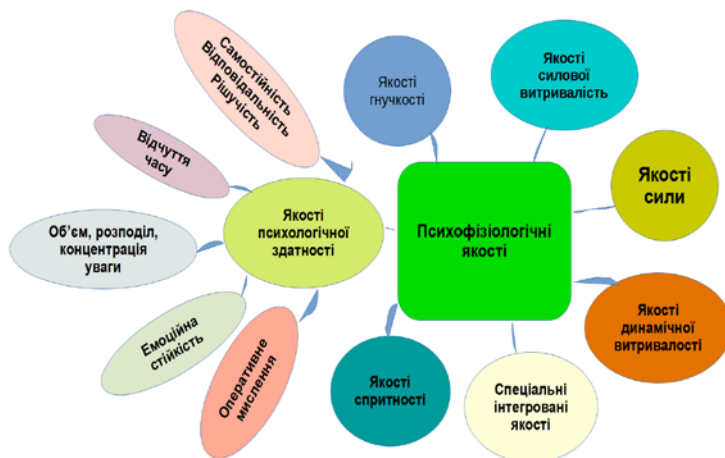 Самостійність
Відповідальність
Рішучість
Відчуття
часу
Об’єм, розподіл,
концентрація
уваги
Емоційна
стійкість
Оперативне
мислення
Якості
психологічної
здатності
Якості
гнучкості
Якості
силової
витривалість
Психофізіологічні
якості
Якості
сили
Якості
динамічної
витривалості
Спеціальні
інтегровані
якості
Якості
спритності